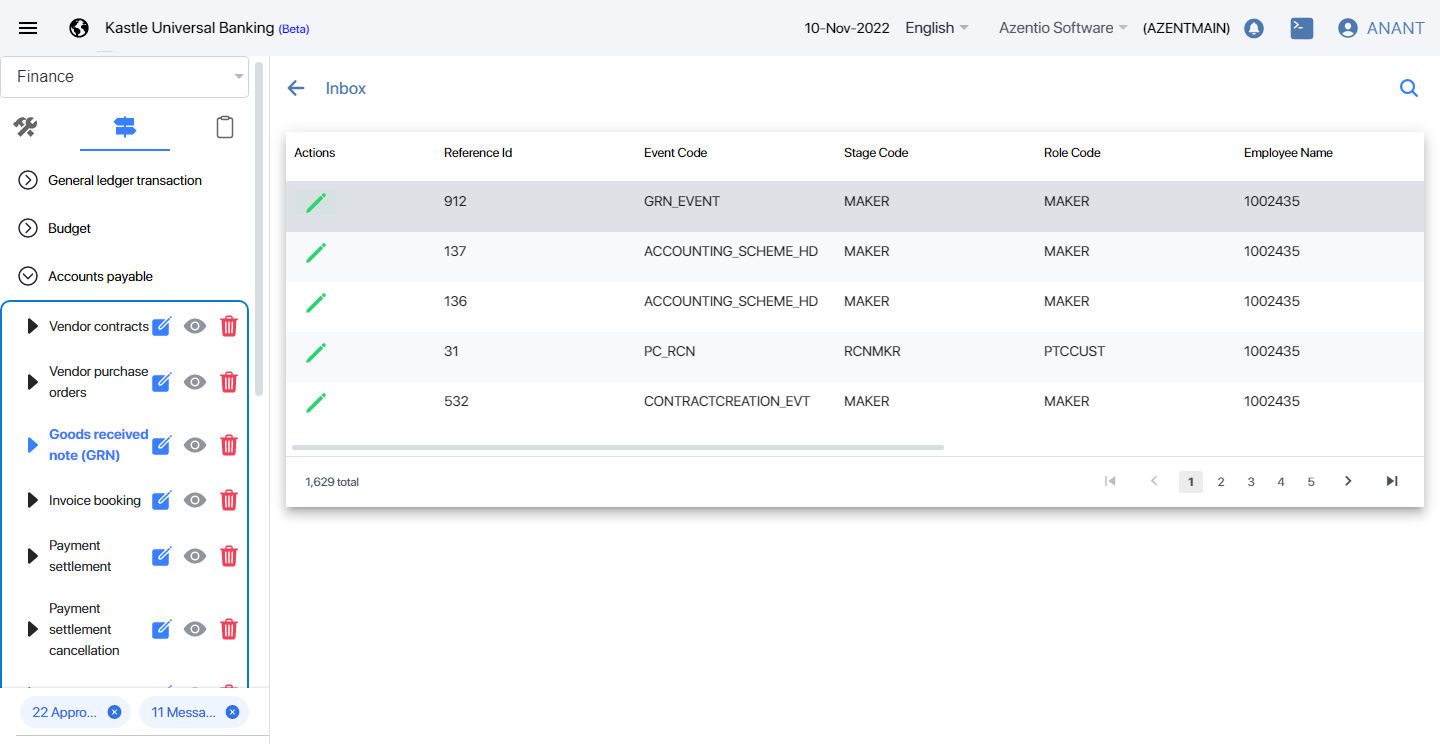 Kastle Universal Banking (Beta)
10-Nov-2022 English Azentio Software (AZENTMAIN) ANANT
Finance
General ledger transaction
Budget
Accounts payable
Vendor contracts
Vendor purchase
orders
Goods received
note (GRN)
Invoice booking
Payment
settlement
Payment
settlement
cancellation
22 Appro... 11 Messa...
Inbox
Actions Reference Id Event Code Stage Code Role Code Employee Name
912 GRN_EVENT MAKER MAKER 1002435
137 ACCOUNTING_SCHEME_HD MAKER MAKER 1002435
136 ACCOUNTING_SCHEME_HD MAKER MAKER 1002435
31 PC_RCN RCNMKR PTCCUST 1002435
532 CONTRACTCREATION_EVT MAKER MAKER 1002435
1,629 total 1 2 3 4 5